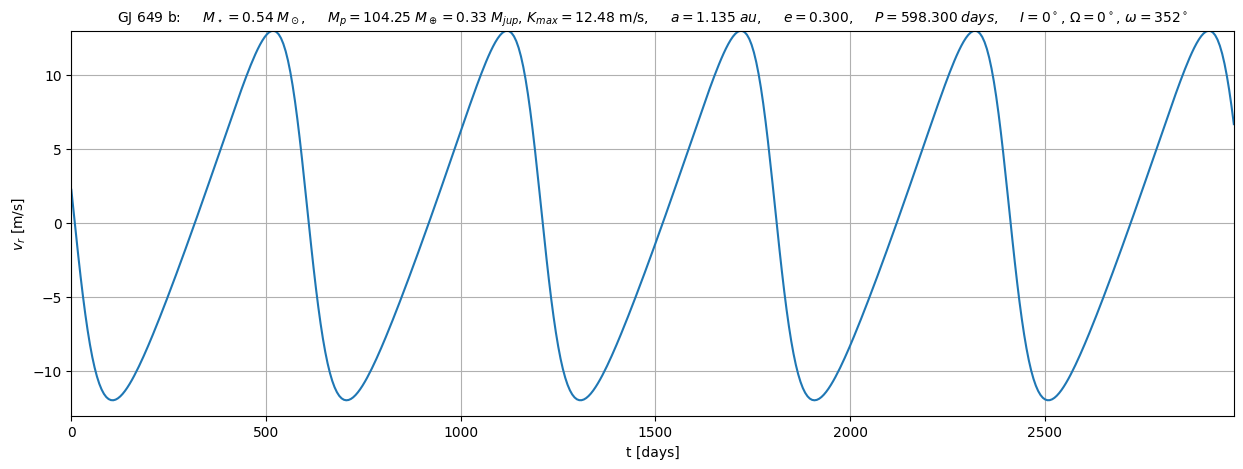 GJ 649 b: M⋆ = 0.54 M⊙, Mp = 104.25 M⊕ = 0.33 Mjup, Kmax = 12.48 m/s, a = 1.135 au, e = 0.300, P = 598.300 days, I = 0°, Ω = 0°, ω = 352°
10
5
0
−5
−10
vr [m/s]
0 500 1000 1500 2000 2500
t [days]